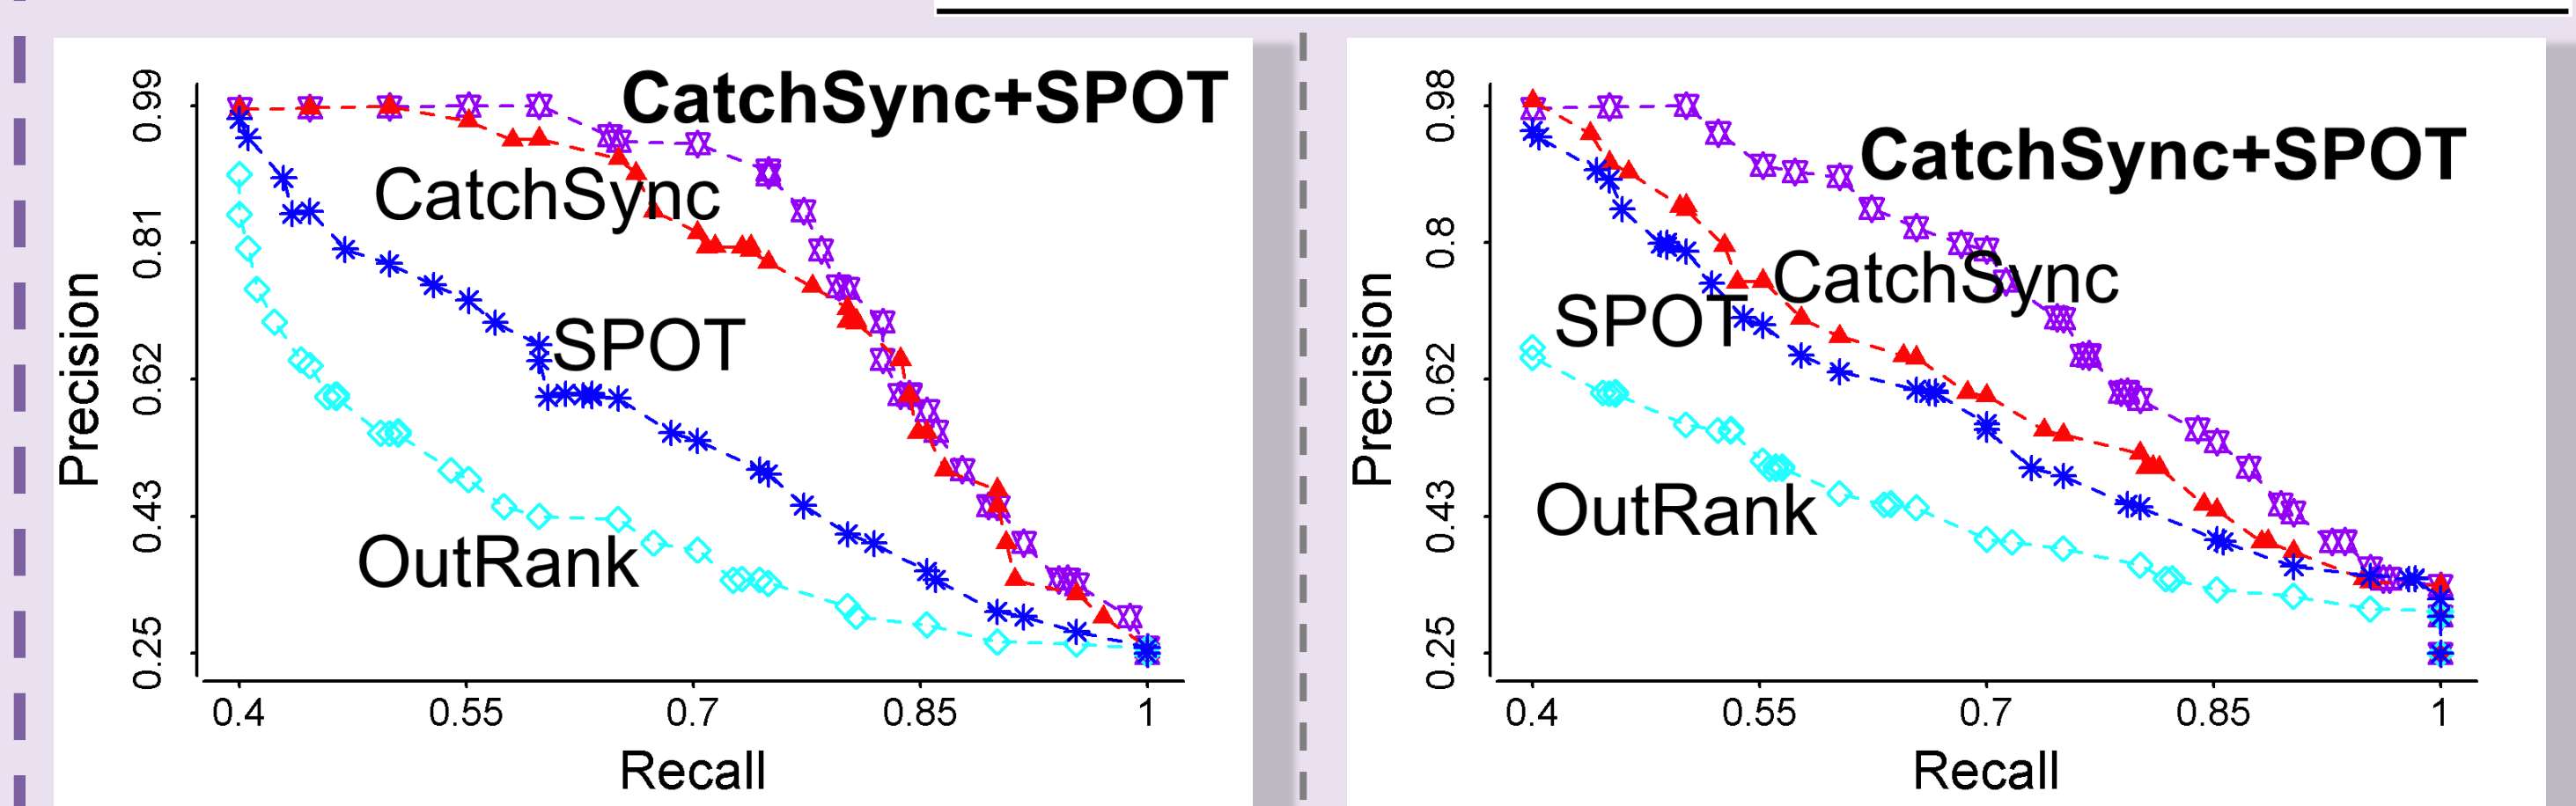 CatchSync+SPOT
CatchSync
SPOT
OutRank
Precision
0.99
0.81
0.62
0.43
0.25
0.4 0.55 0.7 0.85 1
Recall
CatchSync+SPOT
CatchSync
SPOT
OutRank
Precision
0.98
0.8
0.62
0.43
0.25
0.4 0.55 0.7 0.85 1
Recall